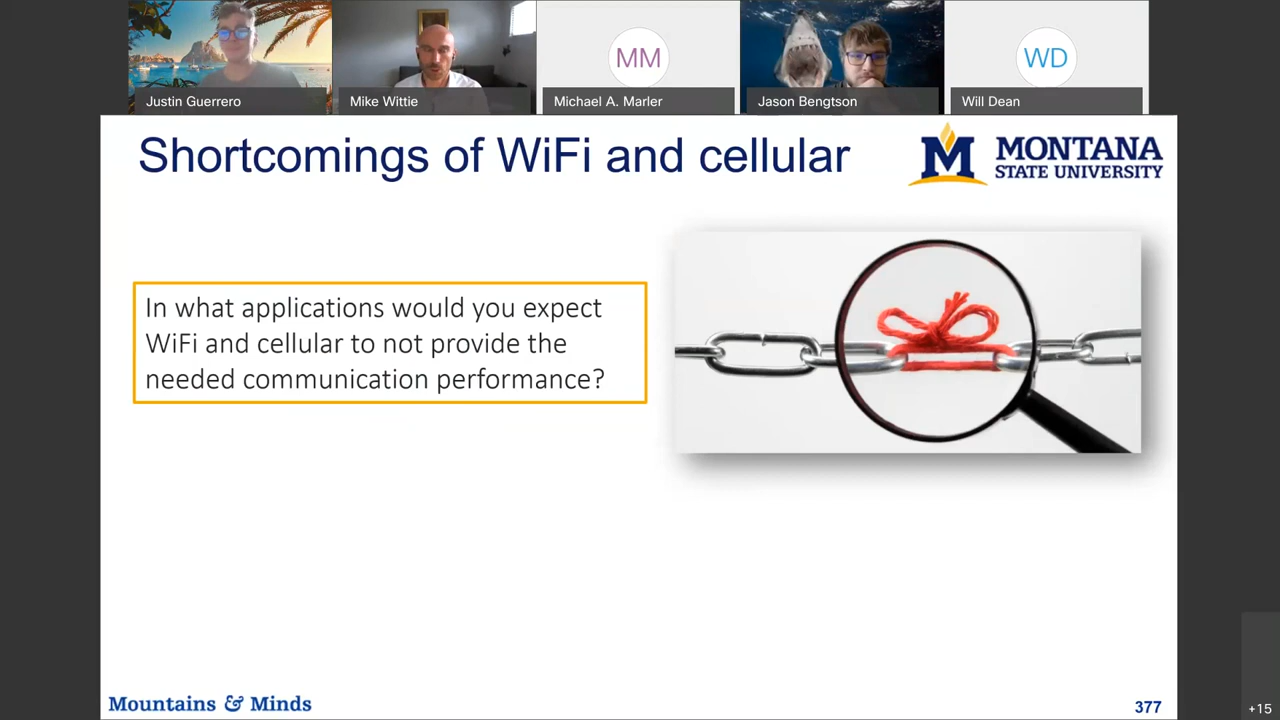 Justin Guerrero
Mike Wittie
MM
Michael A. Marler
Jason Bengtson
WD
Will Dean
Shortcomings of WiFi and cellular
M
MONTANA
STATE UNIVERSITY
In what applications would you expect
WiFi and cellular to not provide the
needed communication performance?
Mountains & Minds
377
+15